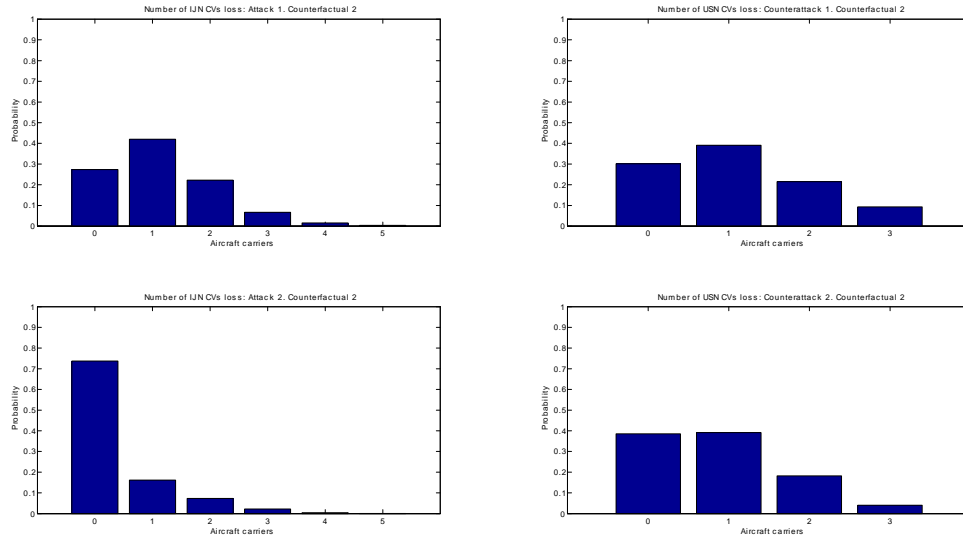 Number of IJN CVs loss: Attack 1. Counterfactual 2
1
0.9
0.8
0.7
0.6
0.5
0.4
0.3
0.2
0.1
0
Probability
0 1 2 3 4 5
Aircraft carriers
Number of USN CVs loss: Counterattack 1. Counterfactual 2
1
0.9
0.8
0.7
0.6
0.5
0.4
0.3
0.2
0.1
0
Probability
0 1 2 3
Aircraft carriers
Number of IJN CVs loss: Attack 2. Counterfactual 2
1
0.9
0.8
0.7
0.6
0.5
0.4
0.3
0.2
0.1
0
Probability
0 1 2 3 4 5
Aircraft carriers
Number of USN CVs loss: Counterattack 2. Counterfactual 2
1
0.9
0.8
0.7
0.6
0.5
0.4
0.3
0.2
0.1
0
Probability
0 1 2 3
Aircraft carriers